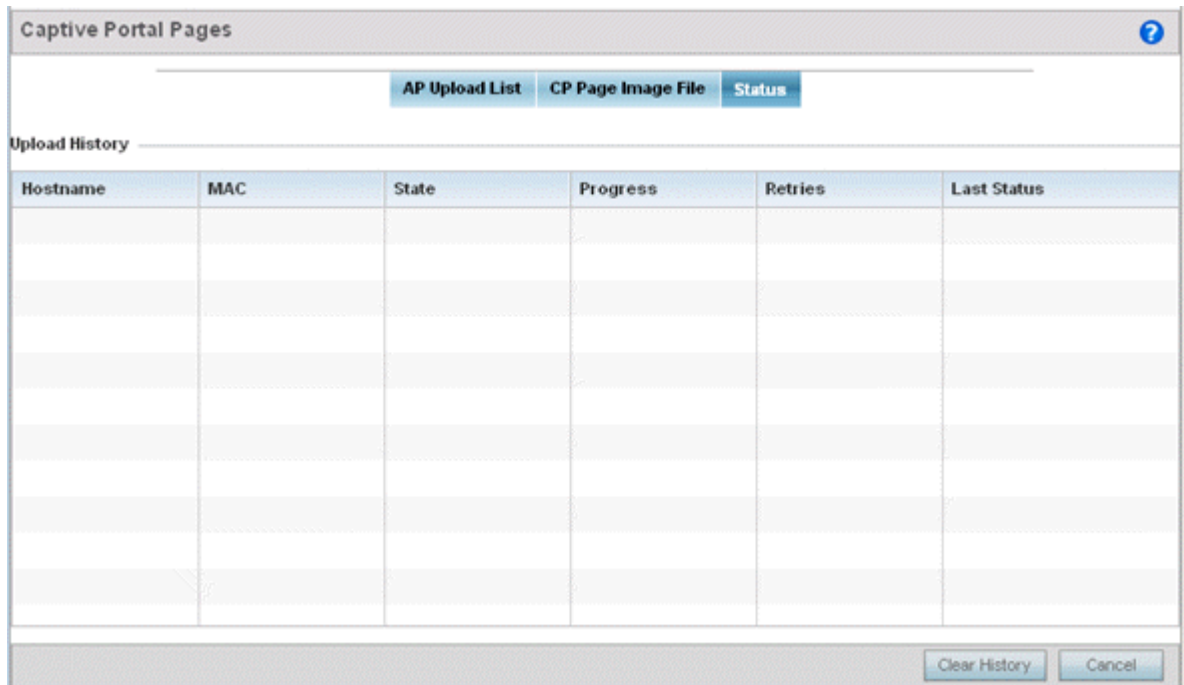 Captive Portal Pages ?
AP Upload List CP Page Image File Status
Upload History
Hostname MAC State Progress Retries Last Status
Clear History Cancel